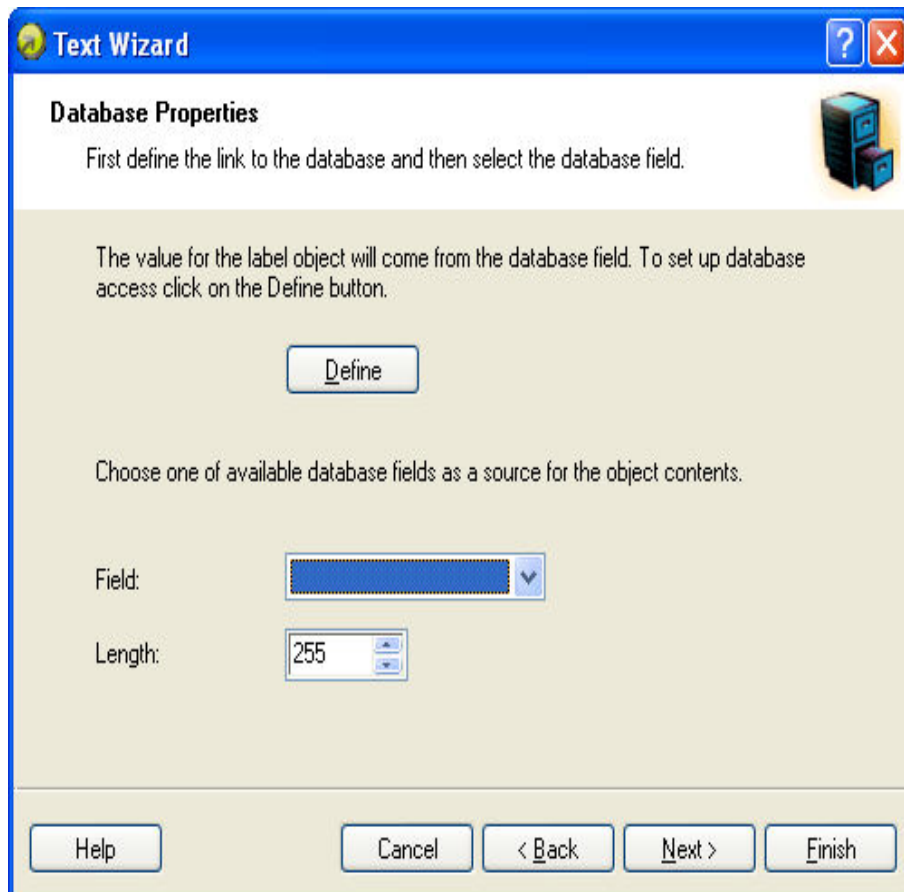 Text Wizard
Database Properties
First define the link to the database and then select the database field.
The value for the label object will come from the database field. To set up database
access click on the Define button.
Define
Choose one of available database fields as a source for the object contents.
Field:
Length: 255
Help Cancel < Back Next > Finish